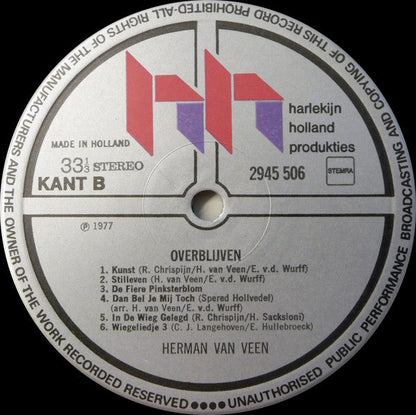 ALL RIGHTS OF THE MANUFACTURERS AND THE OWNER OF THE WORK RECORDED RESERVED •••• UNAUTHORISED PUBLIC PERFORMANCE BROADCASTING AND COPYING OF THIS RECORD PROHIBITED-
hh
harlekijn
holland
produkties
MADE IN HOLLAND
33⅓ STEREO
KANT B
2945 506
STEMRA
℗ 1977
OVERBLIJVEN
1. Kunst (R. Chrispijn/H. van Veen/E. v.d. Wurff)
2. Stilleven (H. van Veen/E. v.d. Wurff)
3. De Fiere Pinksterblom
4. Dan Bel Je Mij Toch (Spered Hollvedel)
(arr. H. van Veen/E. v.d. Wurff)
5. In De Wieg Gelegd (R. Chrispijn/H. Sacksioni)
6. Wiegeliedje 3 (C. J. Langehoven/E. Hullebroeck)
HERMAN VAN VEEN